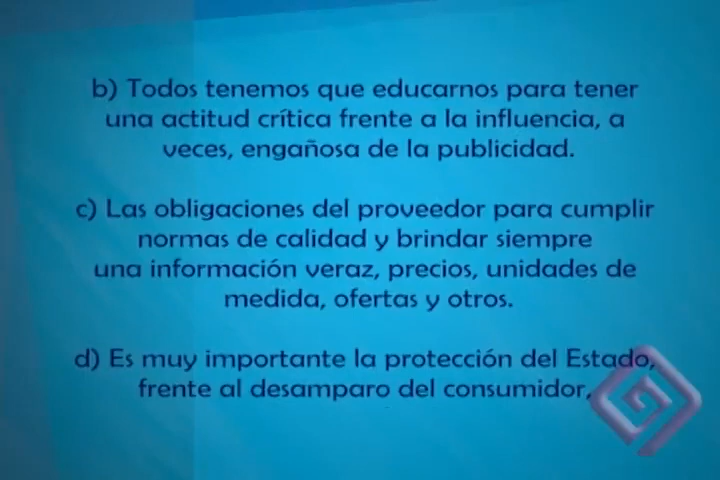 b) Todos tenemos que educarnos para tener
una actitud crítica frente a la influencia, a
veces, engañosa de la publicidad.
c) Las obligaciones del proveedor para cumplir
normas de calidad y brindar siempre
una información veraz, precios, unidades de
medida, ofertas y otros.
d) Es muy importante la protección del Estado,
frente al desamparo del consumidor,